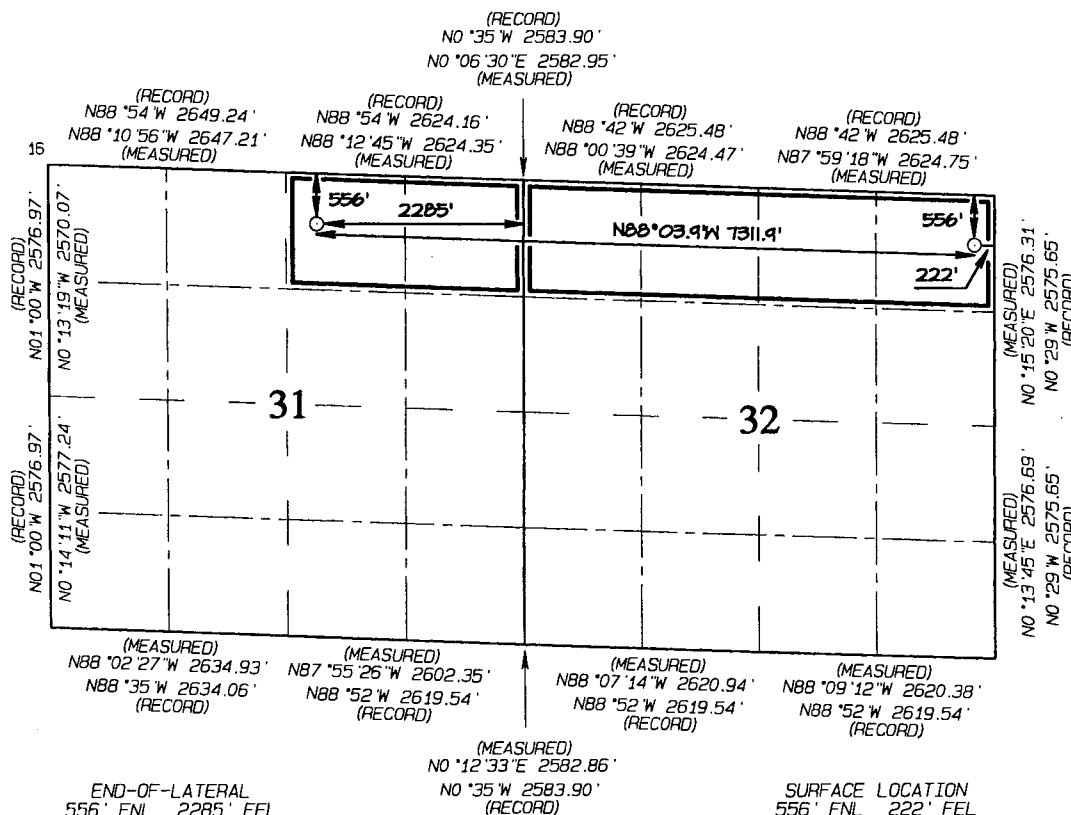 (RECORD)
N0 °35 'W 2583.90 '
N0 °06 '30 "E 2582.95 '
(MEASURED)
(RECORD)
N88 °54 'W 2649.24 '
N88 °10 '56 "W 2647.21 '
(MEASURED)
(RECORD)
N88 °54 'W 2624.16 '
N88 °12 '45 "W 2624.35 '
(MEASURED)
(RECORD)
N88 °42 'W 2625.48 '
N88 °00 '39 "W 2624.47 '
(MEASURED)
(RECORD)
N88 °42 'W 2625.48 '
N87 °59 '18 "W 2624.75 '
(MEASURED)
15
556'
2285'
N88°03.9'W 7311.9'
556'
222'
(RECORD)
N01 °00 'W 2576.97 '
N0 °13 '19 "W 2570.07 '
(MEASURED)
(MEASURED)
N0 °15 '20 "E 2576.31 '
N0 °29 'W 2575.65 '
(RECORD)
31
32
(RECORD)
N01 °00 'W 2576.97 '
N0 °14 '11 "W 2577.24 '
(MEASURED)
(MEASURED)
N0 °13 '45 "E 2576.69 '
N0 °29 'W 2575.65 '
(RECORD)
(MEASURED)
N88 °02 '27 "W 2634.93 '
N88 °35 'W 2634.06 '
(RECORD)
(MEASURED)
N87 °55 '26 "W 2602.35 '
N88 °52 'W 2619.54 '
(RECORD)
(MEASURED)
N88 °07 '14 "W 2620.94 '
N88 °52 'W 2619.54 '
(RECORD)
(MEASURED)
N88 °09 '12 "W 2620.38 '
N88 °52 'W 2619.54 '
(RECORD)
(MEASURED)
N0 °12 '33 "E 2582.86 '
N0 °35 'W 2583.90 '
(RECORD)
END-OF-LATERAL
556' FNL 2285' FEL
SURFACE LOCATION
556' FNL 222' FEL